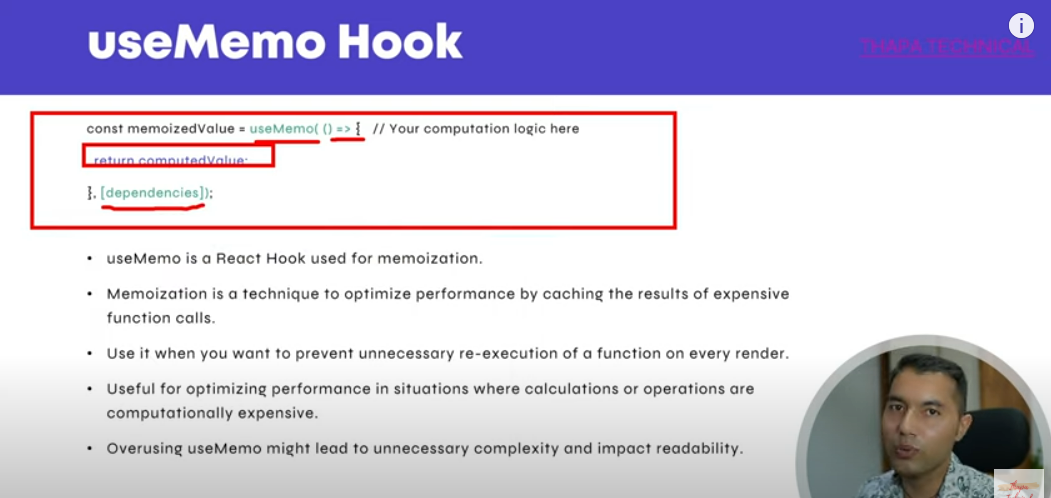 useMemo Hook
THAPA TECHNICAL
i
const memoizedValue = useMemo( () => { // Your computation logic here
return computedValue;
}, [dependencies]);
• useMemo is a React Hook used for memoization.
• Memoization is a technique to optimize performance by caching the results of expensive
function calls.
• Use it when you want to prevent unnecessary re-execution of a function on every render.
• Useful for optimizing performance in situations where calculations or operations are
computationally expensive.
• Overusing useMemo might lead to unnecessary complexity and impact readability.